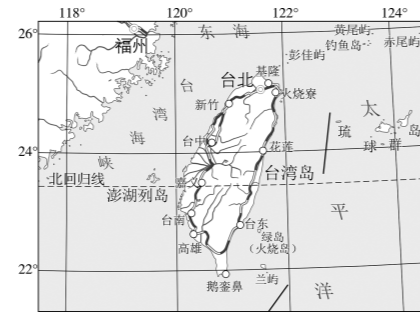 118° 120° 122° 124°
26°
东海
黄尾屿
钓鱼岛
赤尾屿
福州
彭佳屿
基隆
台北
台
火烧寮
新竹
太
湾
琉
岛
台中
海
球 群
24°
花莲
峡
台湾岛
北回归线
嘉
澎湖列岛
平
台南
台东
绿岛
(火烧岛)
高雄
22°
兰屿
鹅銮鼻
洋